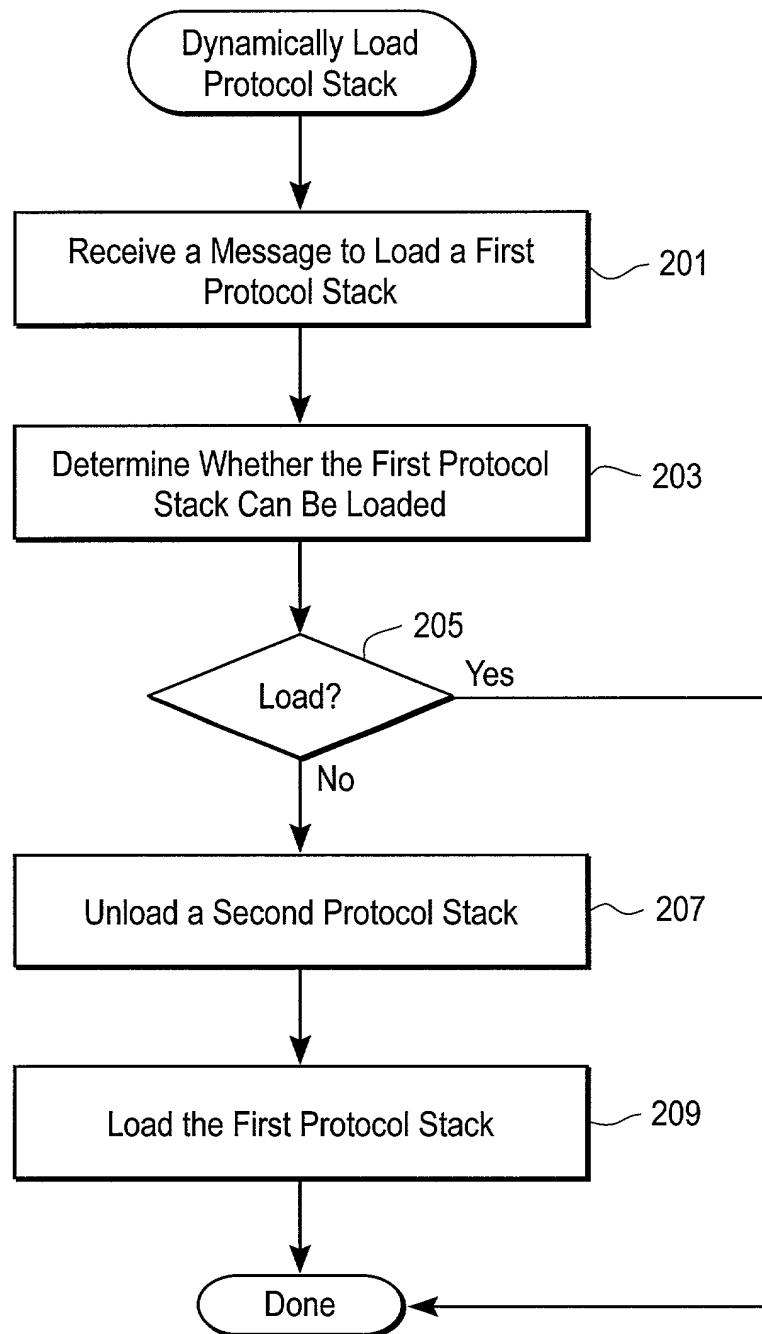 Dynamically Load
Protocol Stack
Receive a Message to Load a First
Protocol Stack
201
Determine Whether the First Protocol
Stack Can Be Loaded
203
205
Load?
Yes
No
Unload a Second Protocol Stack
207
Load the First Protocol Stack
209
Done